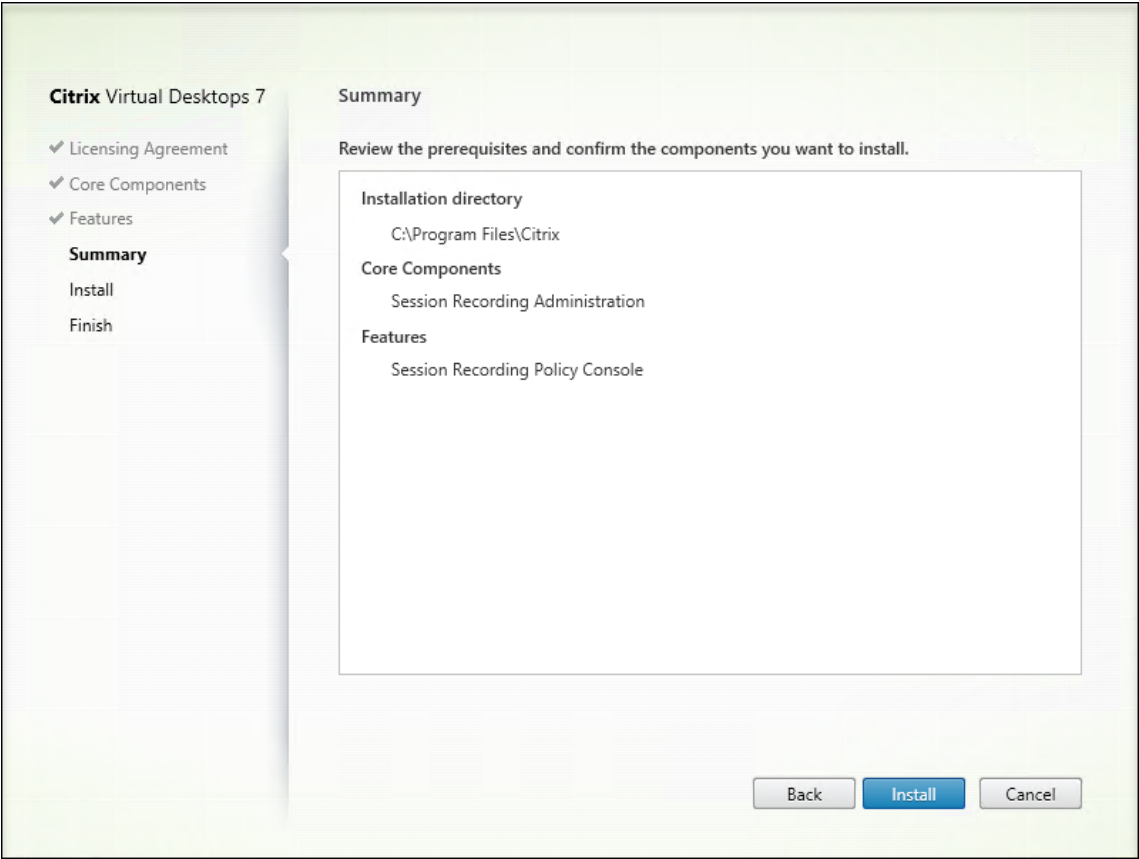 Citrix Virtual Desktops 7
Licensing Agreement
Core Components
Features
Summary
Install
Finish
Summary
Review the prerequisites and confirm the components you want to install.
Installation directory
C:\Program Files\Citrix
Core Components
Session Recording Administration
Features
Session Recording Policy Console
Back
Install
Cancel